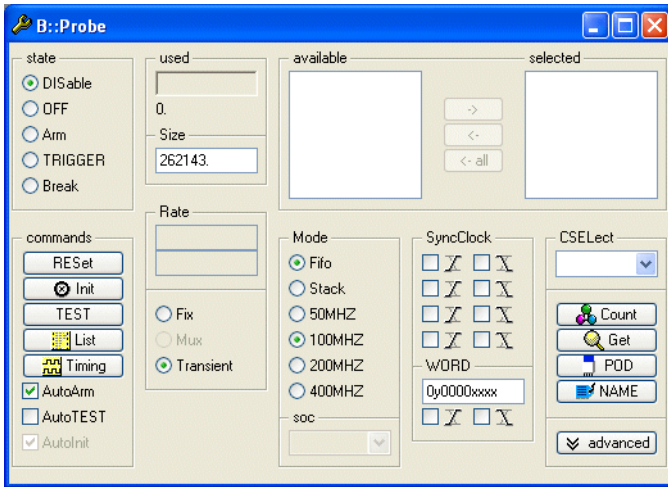 B::Probe
state
DISable
OFF
Arm
TRIGGER
Break
used
0.
Size
262143.
available
selected
->
<-
<- all
commands
RESet
Init
TEST
List
Timing
AutoArm
AutoTEST
AutoInit
Rate
Fix
Mux
Transient
Mode
Fifo
Stack
50MHZ
100MHZ
200MHZ
400MHZ
soc
SyncClock
WORD
0y0000xxxx
CSELect
Count
Get
POD
NAME
advanced